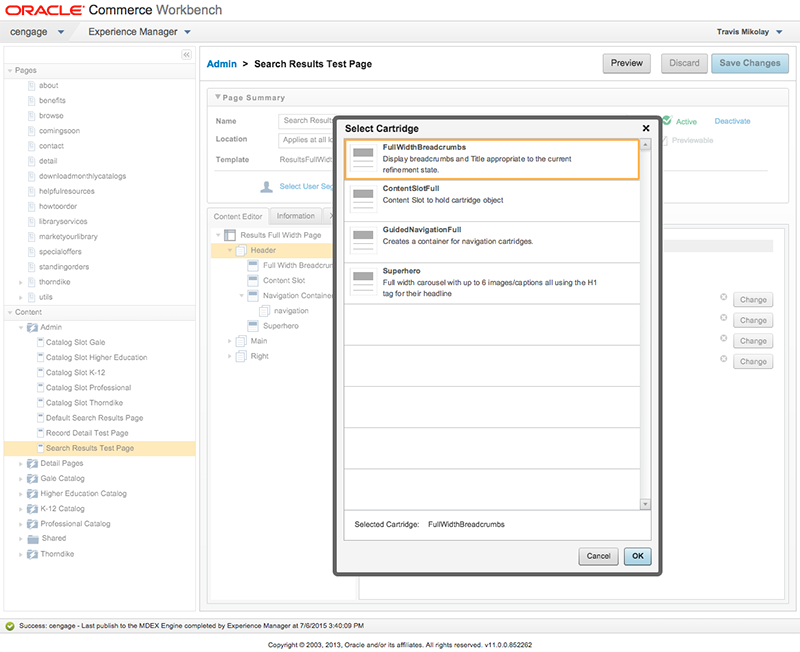 ORACLE Commerce Workbench
cengage Experience Manager Travis Mikolay
Pages
about
benefits
browse
comingsoon
contact
detail
downloadmonthlycatalogs
helpfulresources
howtoorder
libraryservices
marketyourlibrary
specialoffers
standingorders
thorndike
utils
Content
Admin
Catalog Slot Gale
Catalog Slot Higher Education
Catalog Slot K-12
Catalog Slot Professional
Catalog Slot Thorndike
Default Search Results Page
Record Detail Test Page
Search Results Test Page
Detail Pages
Gale Catalog
Higher Education Catalog
K-12 Catalog
Professional Catalog
Shared
Thorndike
Admin > Search Results Test Page
Preview Discard Save Changes
Page Summary
Name Search Results
Active Deactivate
Location Applies at all lo
Previewable
Template ResultsFullWidt
Select User Seg
Content Editor Information X
Results Full Width Page
Header
Full Width Breadcrum
Content Slot
Navigation Container
navigation
Superhero
Main
Right
Change
Change
Change
Change
Select Cartridge
FullWidthBreadcrumbs
Display breadcrumbs and Title appropriate to the current
refinement state.
ContentSlotFull
Content Slot to hold cartridge object
GuidedNavigationFull
Creates a container for navigation cartridges.
Superhero
Full width carousel with up to 6 images/captions all using the H1
tag for their headline
Selected Cartridge: FullWidthBreadcrumbs
Cancel OK
Success: cengage - Last publish to the MDEX Engine completed by Experience Manager at 7/6/2015 3:40:09 PM
Copyright © 2003, 2013, Oracle and/or its affiliates. All rights reserved. v11.0.0.852262